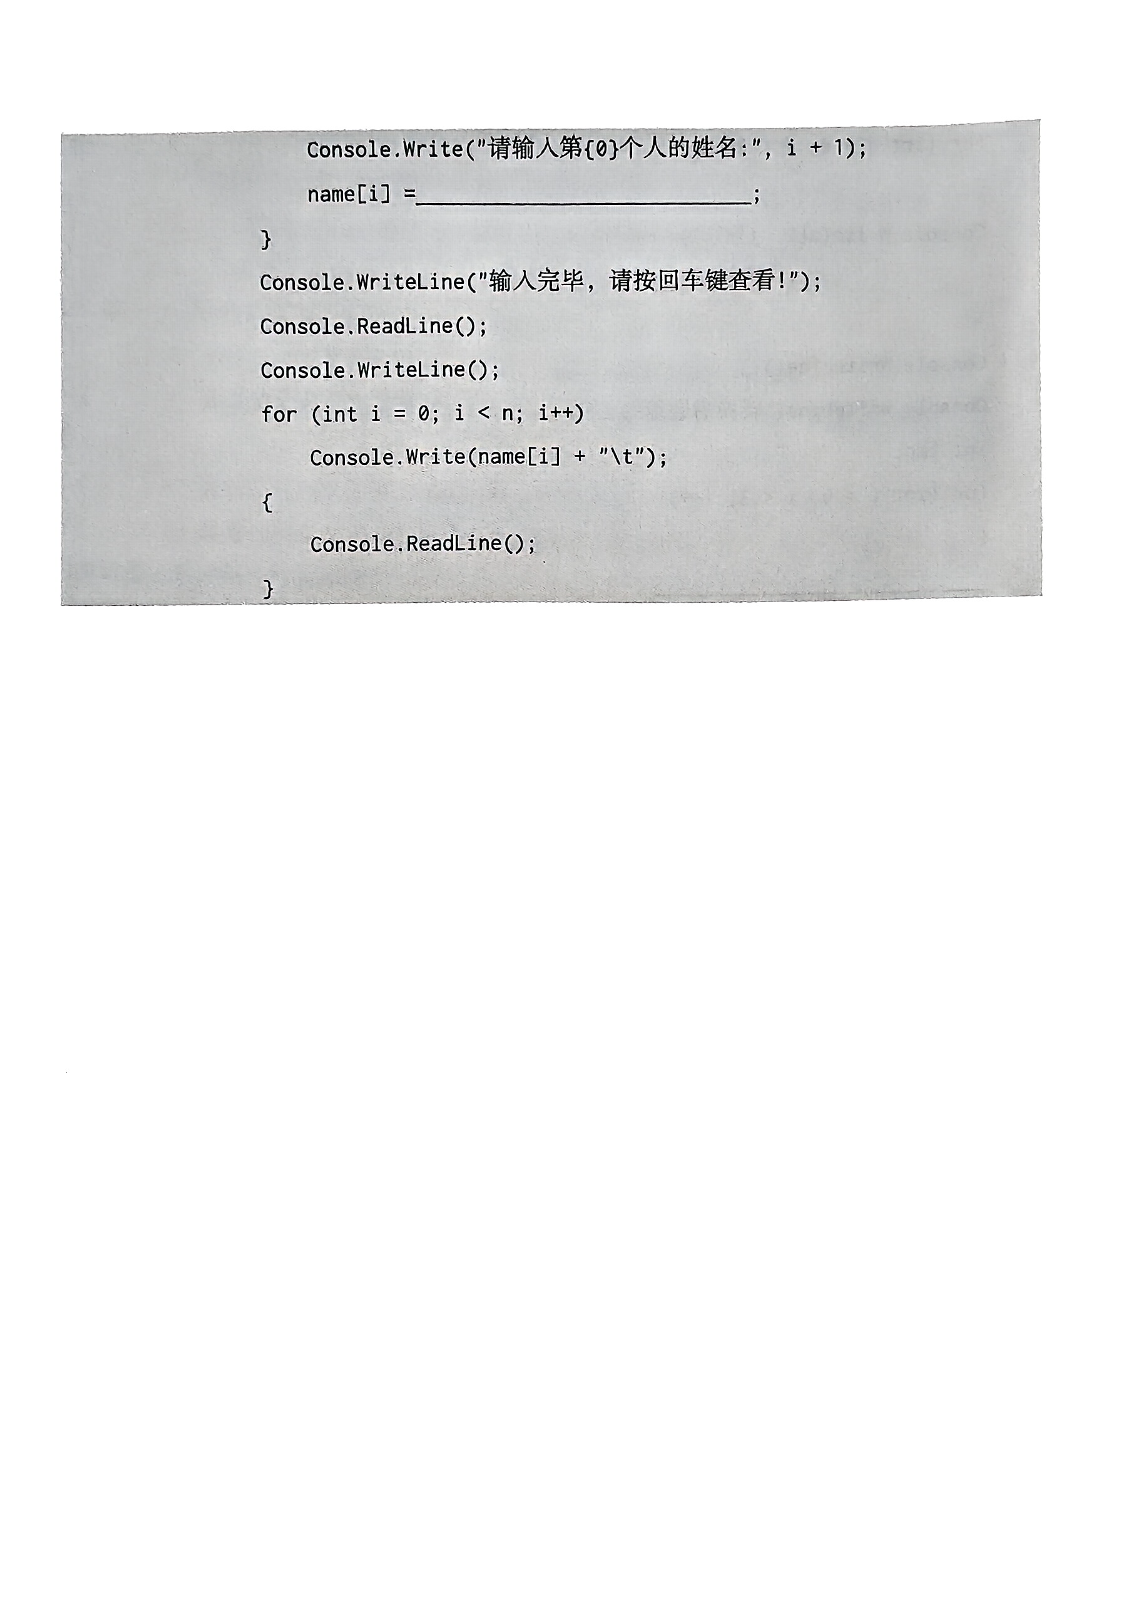 Console.Write("请输入第{0}个人的姓名:", i + 1);
name[i] =____________________________;
}
Console.WriteLine("输入完毕，请按回车键查看!");
Console.ReadLine();
Console.WriteLine();
for (int i = 0; i < n; i++)
Console.Write(name[i] + "\t");
{
Console.ReadLine();
}